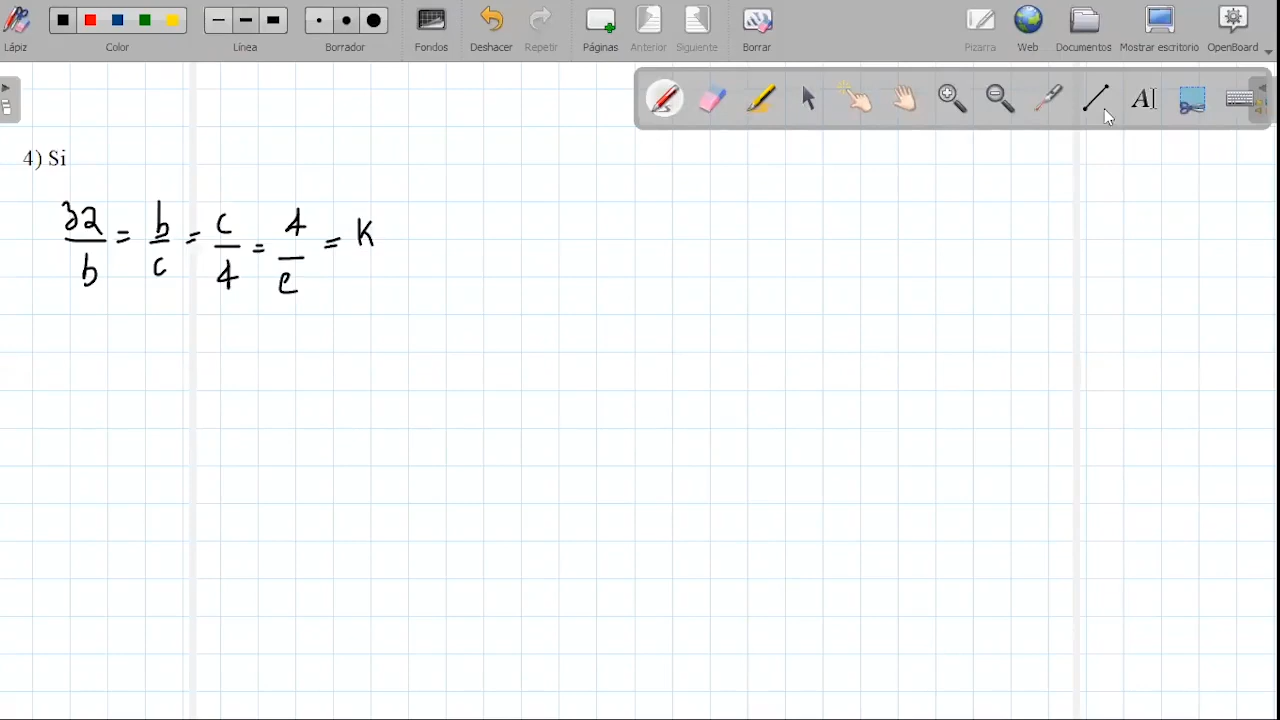 Lápiz Color Línea Borrador Fondos Deshacer Repetir Páginas Anterior Siguiente Borrar Pizarra Web Documentos Mostrar escritorio OpenBoard
4) Si
32/b = b/c = c/4 = 4/e = K